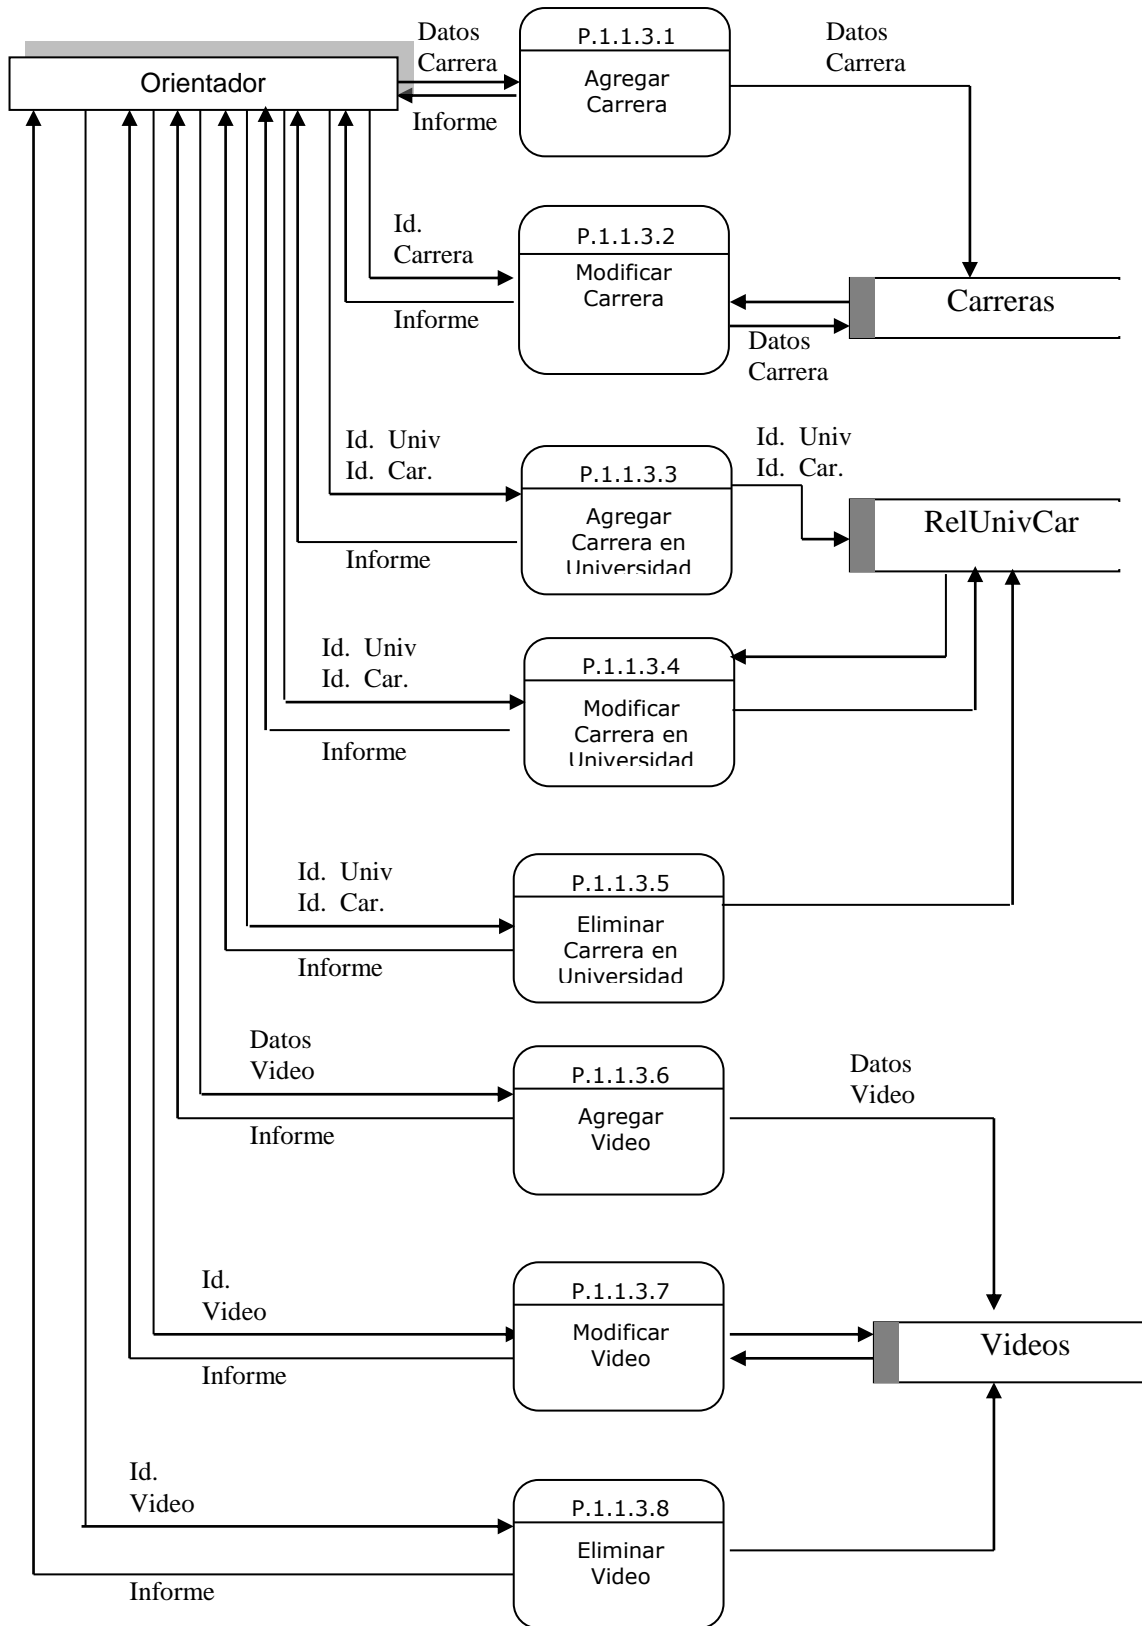 Datos
Carrera
P.1.1.3.1
Datos
Carrera
Orientador
Agregar
Carrera
Informe
Id.
Carrera
P.1.1.3.2
Modificar
Carrera
Informe
Carreras
Datos
Carrera
Id. Univ
Id. Car.
P.1.1.3.3
Id. Univ
Id. Car.
Agregar
Carrera en
Universidad
RelUnivCar
Informe
Id. Univ
Id. Car.
P.1.1.3.4
Modificar
Carrera en
Universidad
Informe
Id. Univ
Id. Car.
P.1.1.3.5
Eliminar
Carrera en
Universidad
Informe
Datos
Video
P.1.1.3.6
Datos
Video
Agregar
Video
Informe
Id.
Video
P.1.1.3.7
Modificar
Video
Videos
Informe
Id.
Video
P.1.1.3.8
Eliminar
Video
Informe